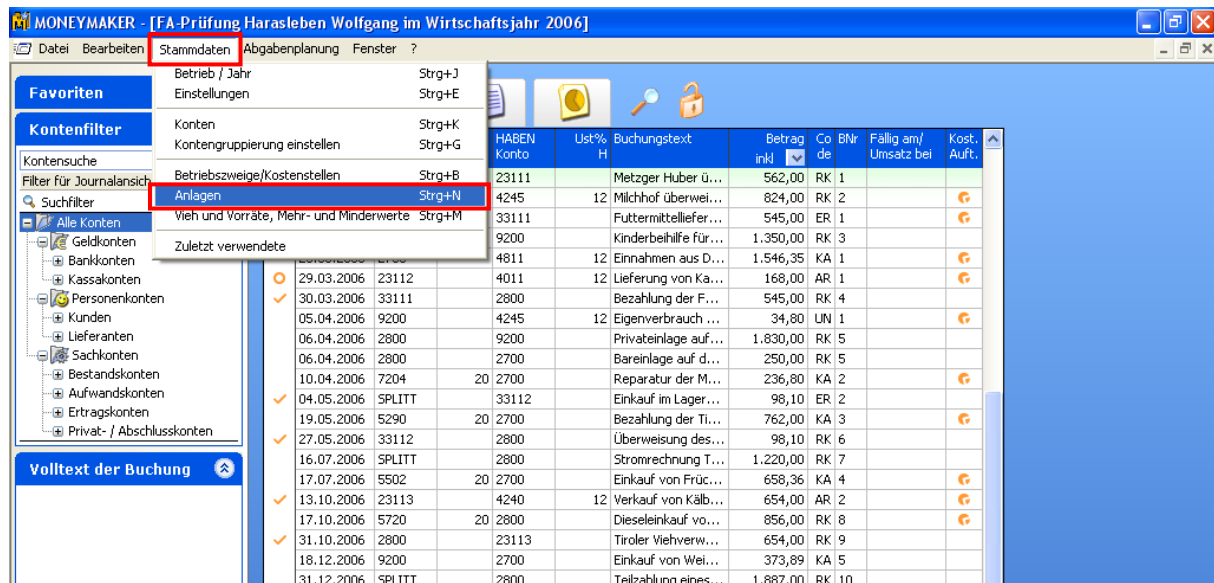 MONEYMAKER - [FA-Prüfung Harasleben Wolfgang im Wirtschaftsjahr 2006]
Datei Bearbeiten Stammdaten Abgabenplanung Fenster ?
Betrieb / Jahr Strg+J
Einstellungen Strg+E
Konten Strg+K
Kontengruppierung einstellen Strg+G
Betriebszweige/Kostenstellen Strg+B
Anlagen Strg+N
Vieh und Vorräte, Mehr- und Minderwerte Strg+M
Zuletzt verwendete
Favoriten
Kontenfilter
Kontensuche
Filter für Journalansich
Suchfilter
Alle Konten
Geldkonten
Bankkonten
Kassakonten
Personenkonten
Kunden
Lieferanten
Sachkonten
Bestandskonten
Aufwandskonten
Ertragskonten
Privat- / Abschlusskonten
Volltext der Buchung
HABEN Ust% Buchungstext Betrag Co BNr Fällig am/ Kost.
Konto H inkl de Umsatz bei Auft.
23111 Metzger Huber ü... 562,00 RK 1
4245 12 Milchhof überwei... 824,00 RK 2
33111 Futtermittelliefer... 545,00 ER 1
9200 Kinderbeihilfe für... 1.350,00 RK 3
4811 12 Einnahmen aus D... 1.546,35 KA 1
29.03.2006 23112 4011 12 Lieferung von Ka... 168,00 AR 1
30.03.2006 33111 2800 Bezahlung der F... 545,00 RK 4
05.04.2006 9200 4245 12 Eigenverbrauch ... 34,80 UN 1
06.04.2006 2800 9200 Privateinlage auf... 1.830,00 RK 5
06.04.2006 2800 2700 Bareinlage auf d... 250,00 RK 5
10.04.2006 7204 20 2700 Reparatur der M... 236,80 KA 2
04.05.2006 SPLITT 33112 Einkauf im Lager... 98,10 ER 2
19.05.2006 5290 20 2700 Bezahlung der Ti... 762,00 KA 3
27.05.2006 33112 2800 Überweisung des... 98,10 RK 6
16.07.2006 SPLITT 2800 Stromrechnung T... 1.220,00 RK 7
17.07.2006 5502 20 2700 Einkauf von Früc... 658,36 KA 4
13.10.2006 23113 4240 12 Verkauf von Kälb... 654,00 AR 2
17.10.2006 5720 20 2800 Dieseleinkauf vo... 856,00 RK 8
31.10.2006 2800 23113 Tiroler Viehverw... 654,00 RK 9
18.12.2006 9200 2700 Einkauf von Wei... 373,89 KA 5
31.12.2006 SPLITT 2800 Teilzahlung eines... 1.887,00 RK 10